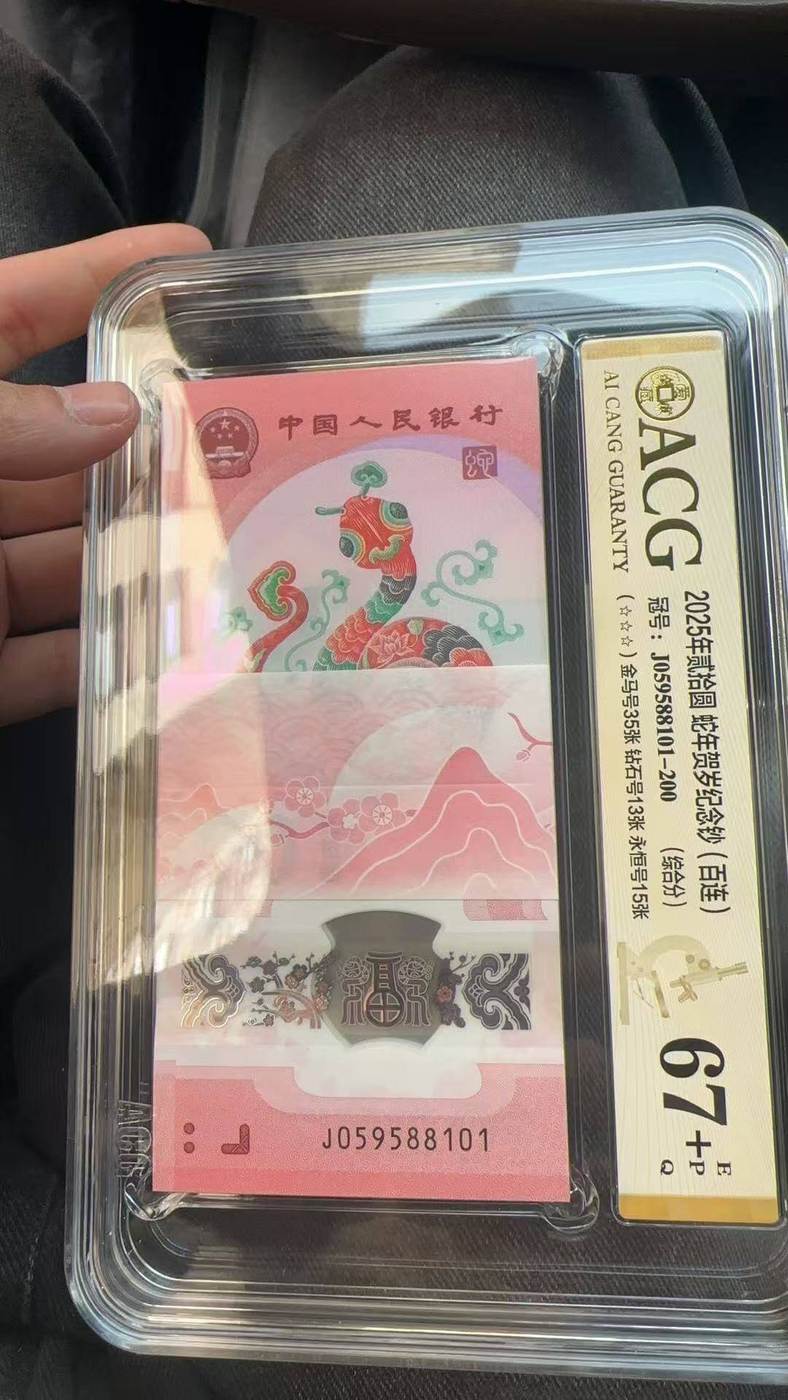 中国人民银行
蛇
J059588101
ACG
AI CANG GUARANTY
2025年贰拾圆 蛇年贺岁纪念钞（百连）
冠号：J059588101-200 （综合分）
（☆☆☆）金马号35张 钻石号13张 永恒号15张
67+
E
P
Q
ACG